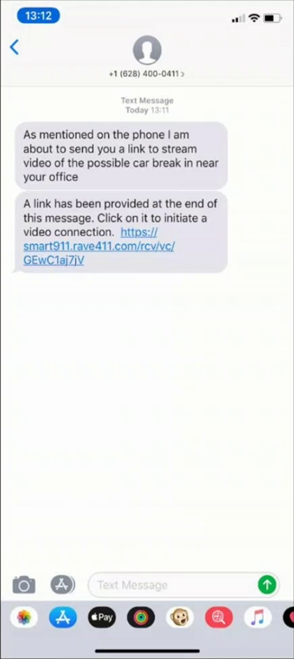 13:12
+1 (628) 400-0411 >
Text Message
Today 13:11
As mentioned on the phone I am
about to send you a link to stream
video of the possible car break in near
your office
A link has been provided at the end of
this message. Click on it to initiate a
video connection. https://
smart911.rave411.com/rcv/vc/
GEwC1aj7jV
Text Message
Pay